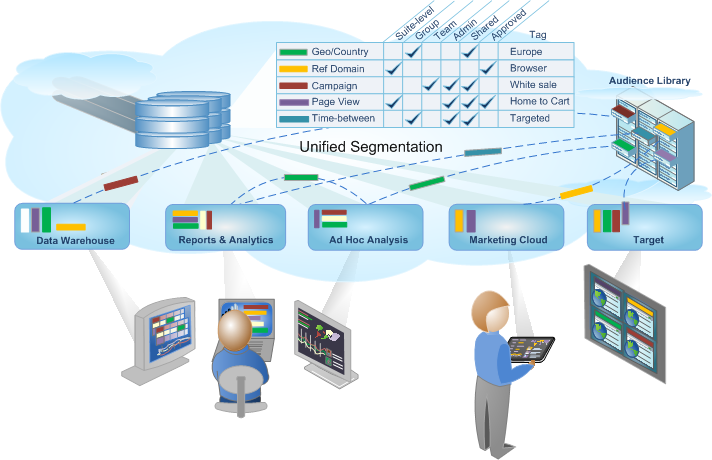 Suite-level Group Team Admin Shared Approved Tag
Geo/Country Europe
Ref Domain Browser
Campaign White sale
Page View Home to Cart
Time-between Targeted
Audience Library
Unified Segmentation
Data Warehouse
Reports & Analytics
Ad Hoc Analysis
Marketing Cloud
Target